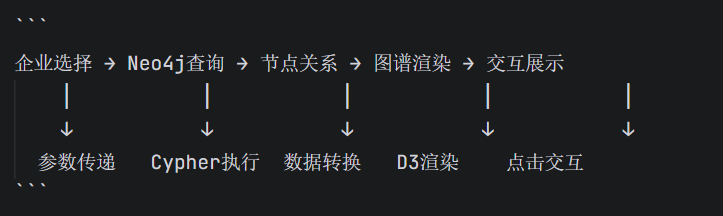 ```
企业选择 → Neo4j查询 → 节点关系 → 图谱渲染 → 交互展示
│ │ │ │ │
↓ ↓ ↓ ↓ ↓
参数传递 Cypher执行 数据转换 D3渲染 点击交互
```